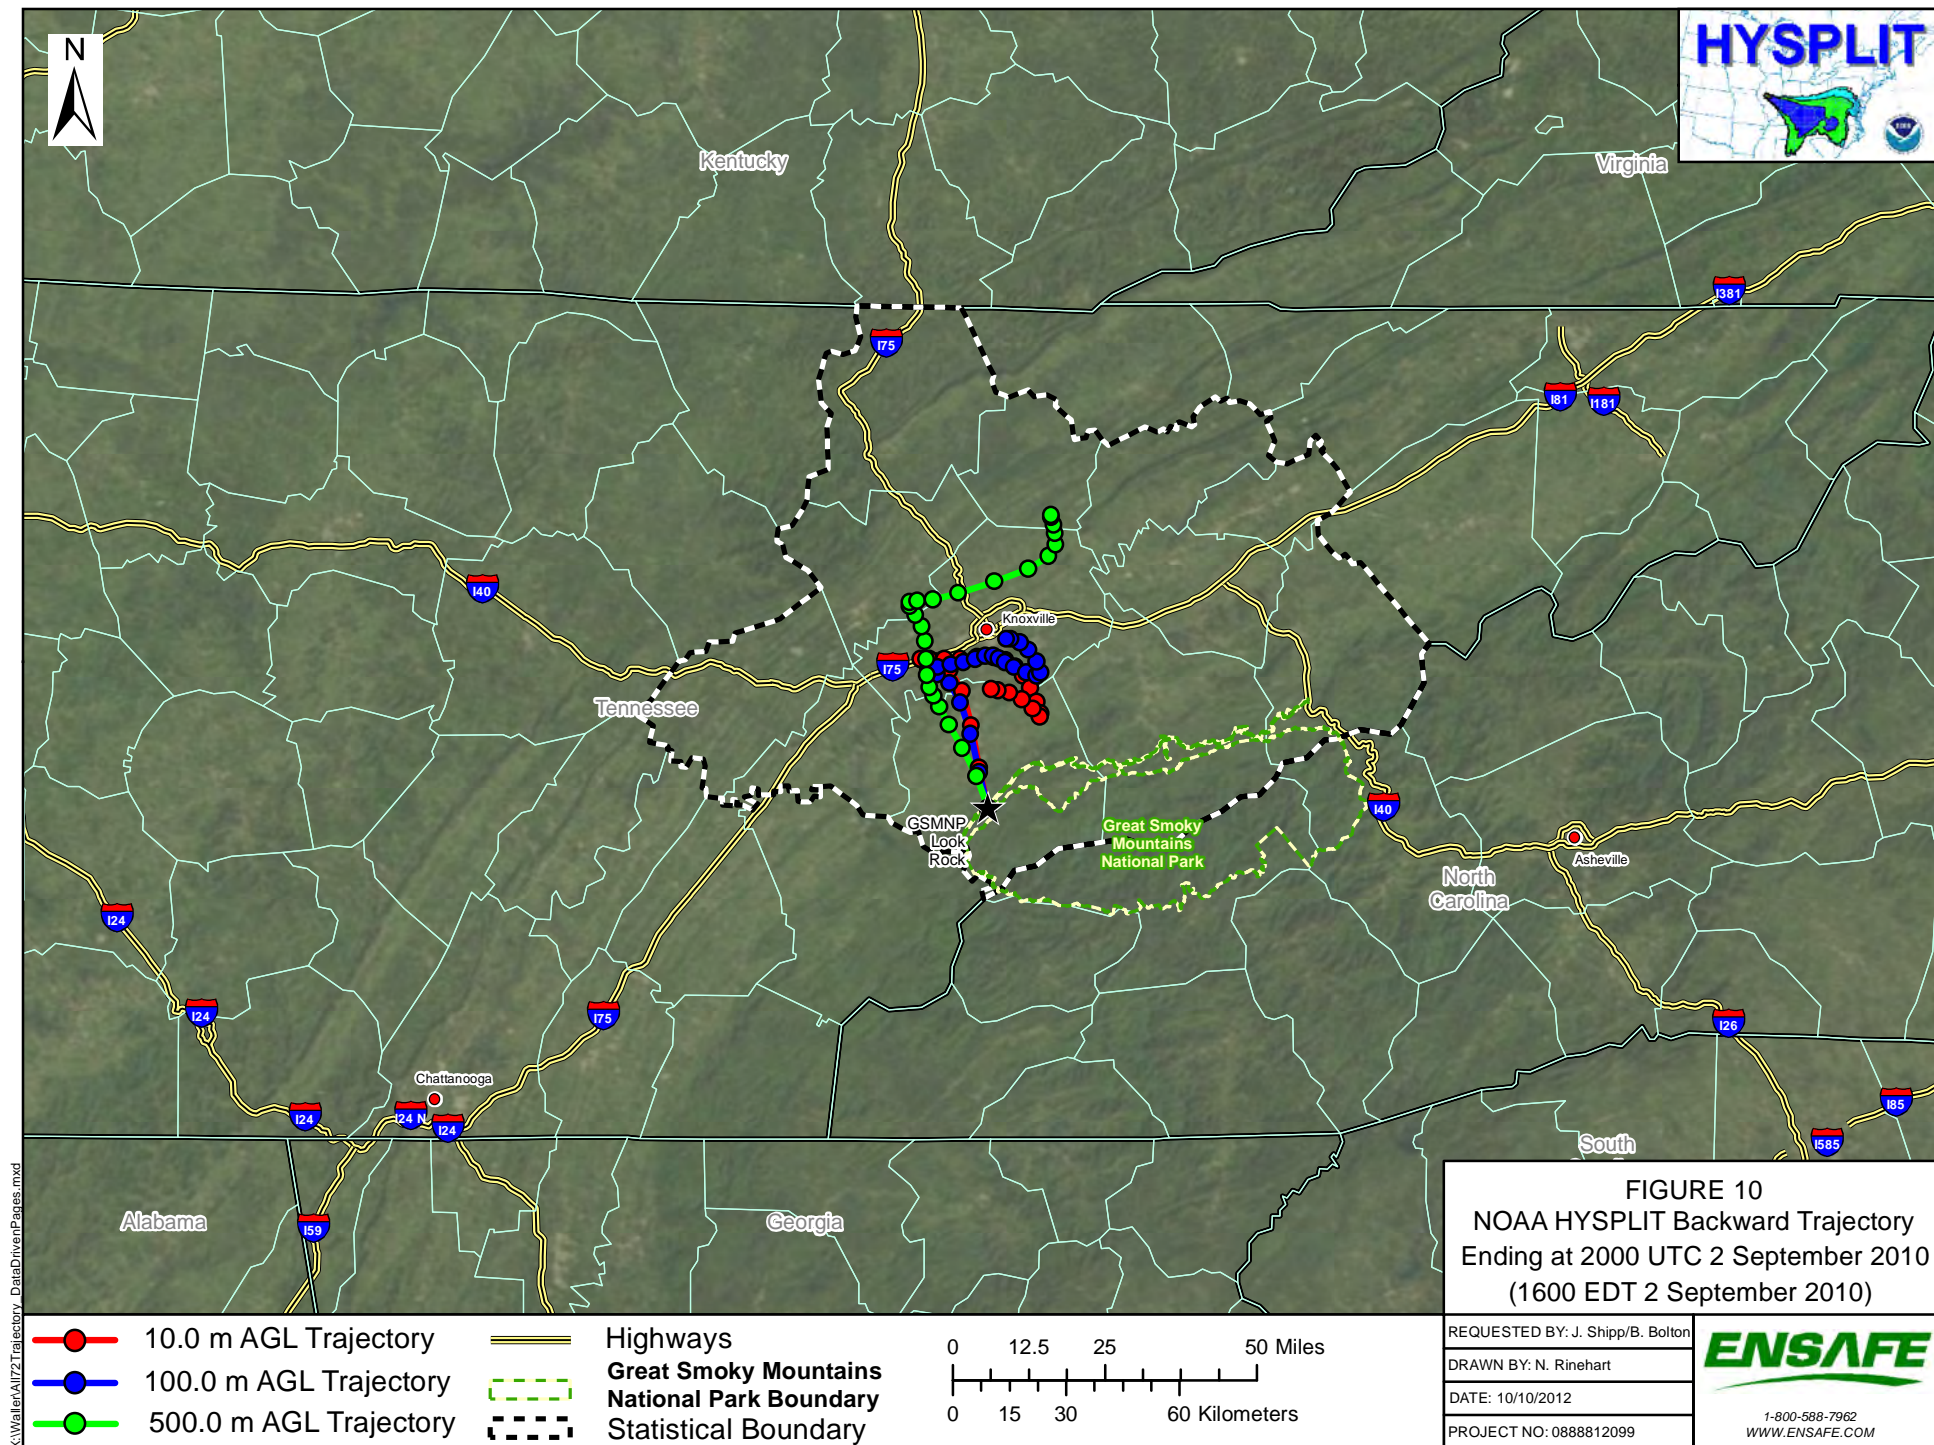 N
HYSPLIT
Kentucky
Virginia
I381
I75
I81
I181
I40
Knoxville
I75
Tennessee
GSMNP
Look
Rock
Great Smoky
Mountains
National Park
I40
Asheville
North
Carolina
I24
I24
I75
I26
Chattanooga
I24
I24 N
I24
I85
I585
South
Alabama
I59
Georgia
K:\Waller\All72Trajectory_DataDrivenPages.mxd
FIGURE 10
NOAA HYSPLIT Backward Trajectory
Ending at 2000 UTC 2 September 2010
(1600 EDT 2 September 2010)
10.0 m AGL Trajectory
100.0 m AGL Trajectory
500.0 m AGL Trajectory
Highways
Great Smoky Mountains
National Park Boundary
Statistical Boundary
0 12.5 25 50 Miles
0 15 30 60 Kilometers
REQUESTED BY: J. Shipp/B. Bolton
DRAWN BY: N. Rinehart
DATE: 10/10/2012
PROJECT NO: 0888812099
ENSAFE
1-800-588-7962
WWW.ENSAFE.COM